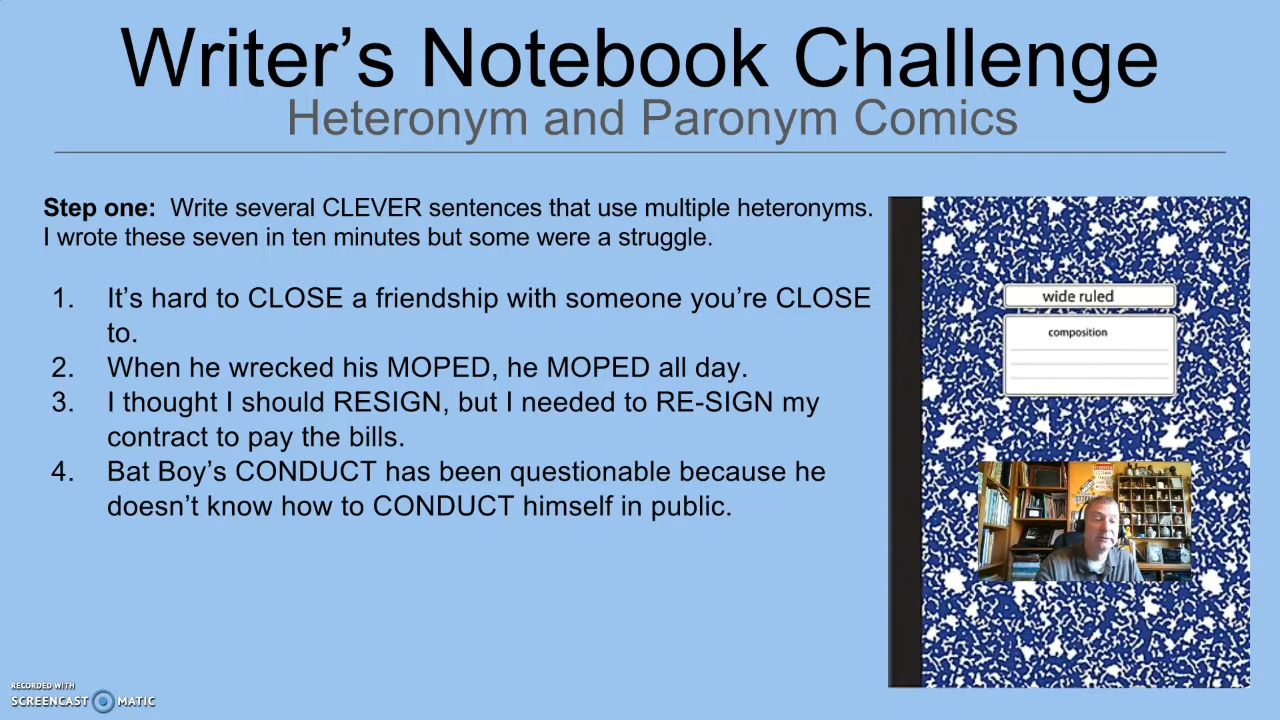 Writer's Notebook Challenge
Heteronym and Paronym Comics
Step one: Write several CLEVER sentences that use multiple heteronyms.
I wrote these seven in ten minutes but some were a struggle.
1. It's hard to CLOSE a friendship with someone you're CLOSE
to.
2. When he wrecked his MOPED, he MOPED all day.
3. I thought I should RESIGN, but I needed to RE-SIGN my
contract to pay the bills.
4. Bat Boy's CONDUCT has been questionable because he
doesn't know how to CONDUCT himself in public.
wide ruled
composition
RECORDED WITH
SCREENCAST MATIC